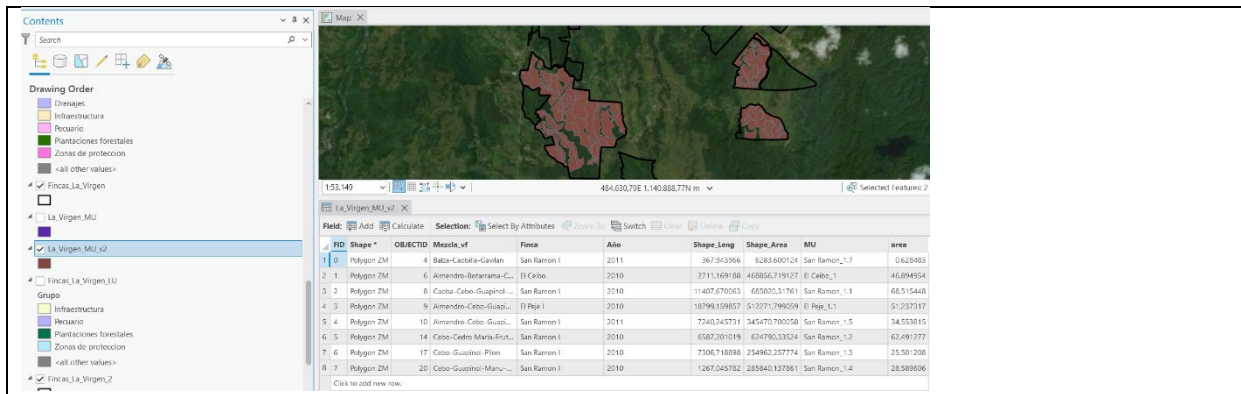 Contents
Search
Drawing Order
Drenajes
Infraestructura
Pecuario
Plantaciones forestales
Zonas de proteccion
<all other values>
Fincas_La_Virgen
La_Virgen_MU
La_Virgen_MU_v2
Fincas_La_Virgen_LU
Grupo
Infraestructura
Pecuario
Plantaciones forestales
Zonas de proteccion
<all other values>
Fincas_La_Virgen_2
Map
1:53.149
484.630,79E 1.140.888,77N m
Selected Features: 2
La_Virgen_MU_v2
Field: Add Calculate Selection: Select By Attributes Zoom To Switch Clear Delete Copy
FID Shape * OBJECTID Mezcla_vf Finca Año Shape_Leng Shape_Area MU area
1 0 Polygon ZM 4 Balza-Caobilla-Gavilan San Ramon I 2011 367,943966 6283,600124 San Ramon_1.7 0,628483
2 1 Polygon ZM 6 Almendro-Botarrama-C... El Ceibo 2010 2711,169188 468856,719127 El Ceibo_1 46,894954
3 2 Polygon ZM 8 Caoba-Cebo-Guapinol-... San Ramon I 2010 11407,670063 685020,31761 San Ramon_1.1 68,515448
4 3 Polygon ZM 9 Almendro-Cebo-Guapi... El Peje I 2010 18799,159857 512271,799059 El Peje_1.1 51,237317
5 4 Polygon ZM 10 Almendro-Cebo-Guapi... San Ramon I 2011 7240,245731 345470,700058 San Ramon_1.5 34,553815
6 5 Polygon ZM 14 Cebo-Cedro Maria-Frut... San Ramon I 2010 6587,201019 624790,33524 San Ramon_1.2 62,491277
7 6 Polygon ZM 17 Cebo-Guapinol-Pilon San Ramon I 2010 7306,718898 254962,257774 San Ramon_1.3 25,501208
8 7 Polygon ZM 20 Cebo-Guapinol-Manu-... San Ramon I 2010 1267,045782 285840,137861 San Ramon_1.4 28,589606
Click to add new row.